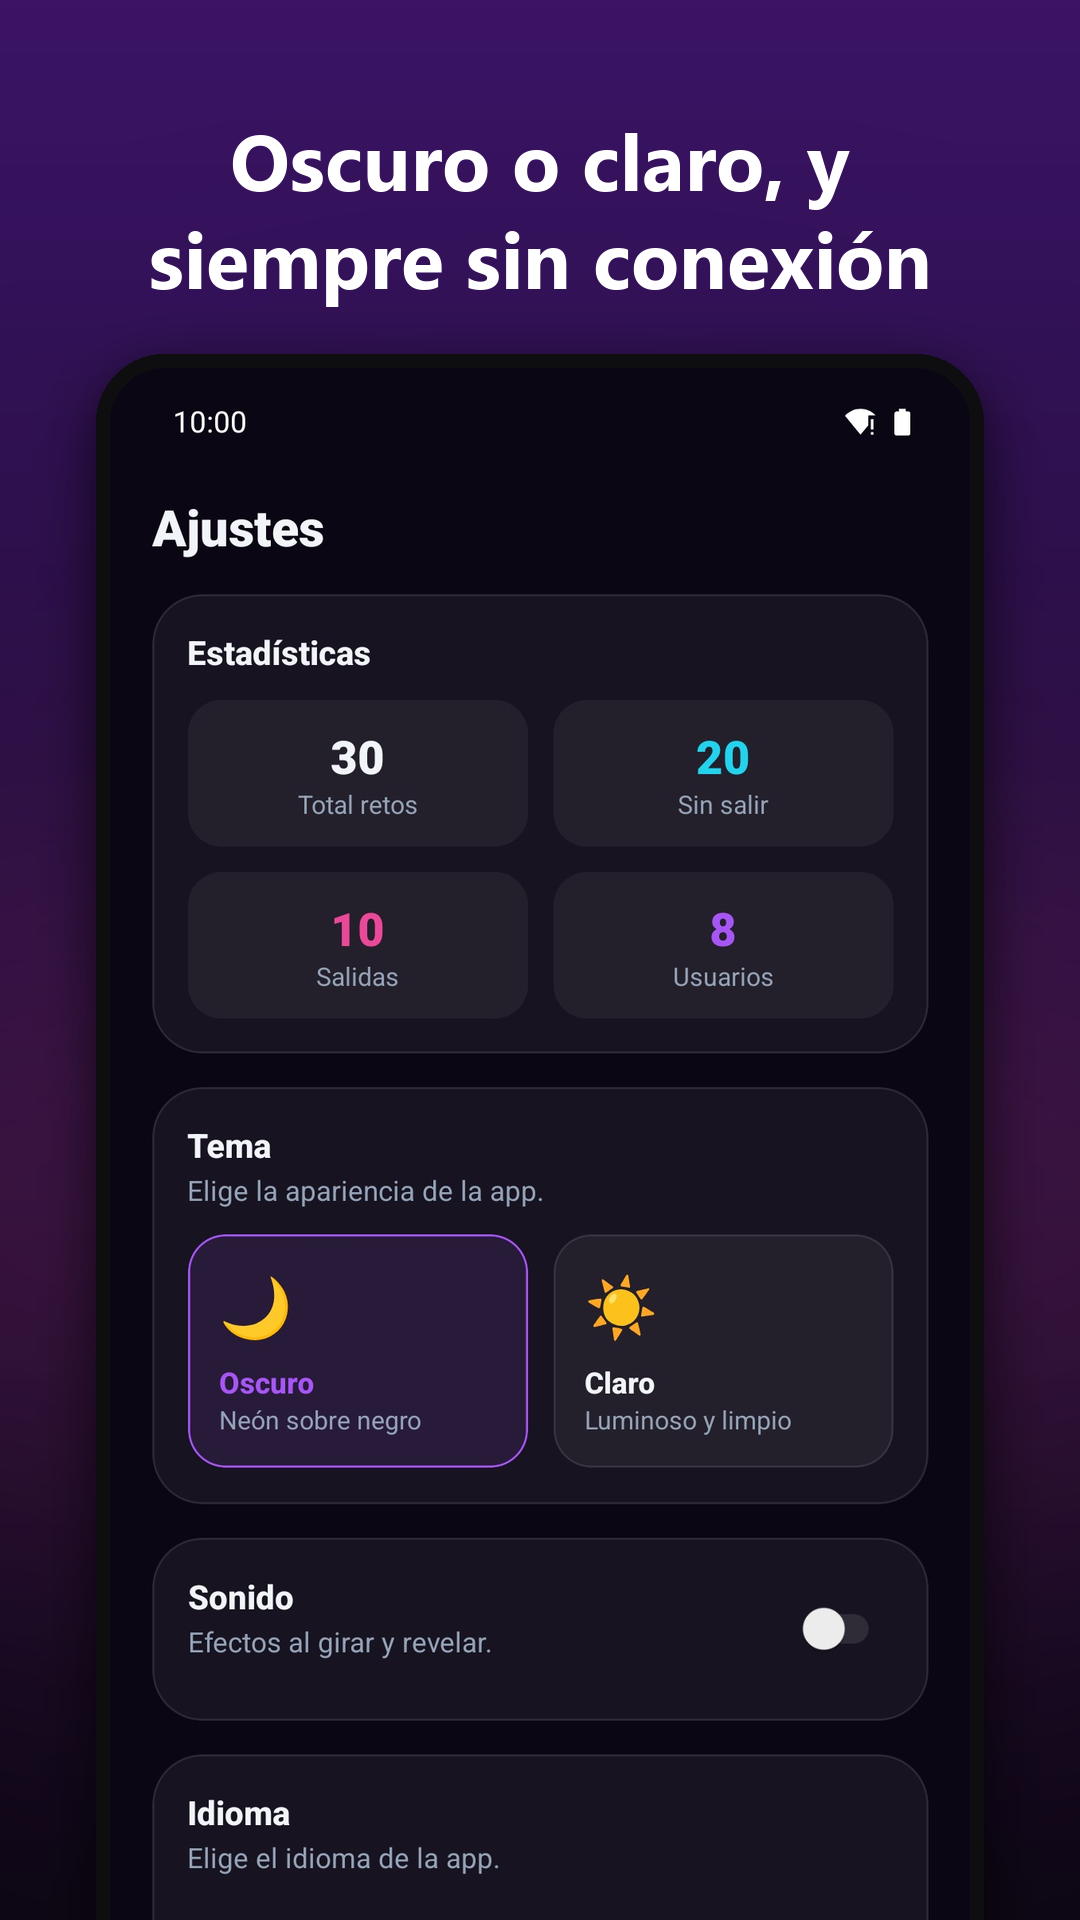 Oscuro o claro, y
siempre sin conexión
10:00
Ajustes
Estadísticas
30
Total retos
20
Sin salir
10
Salidas
8
Usuarios
Tema
Elige la apariencia de la app.
Oscuro
Neón sobre negro
Claro
Luminoso y limpio
Sonido
Efectos al girar y revelar.
Idioma
Elige el idioma de la app.